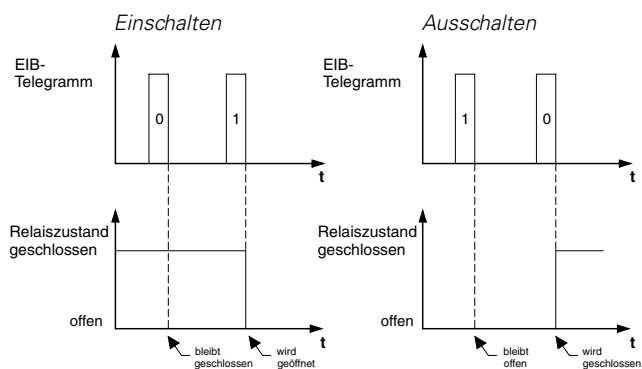 Einschalten
EIB-
Telegramm
0
1
t
Relaiszustand
geschlossen
offen
t
bleibt
geschlossen
wird
geöffnet
Ausschalten
EIB-
Telegramm
1
0
t
Relaiszustand
geschlossen
offen
t
bleibt
offen
wird
geschlossen